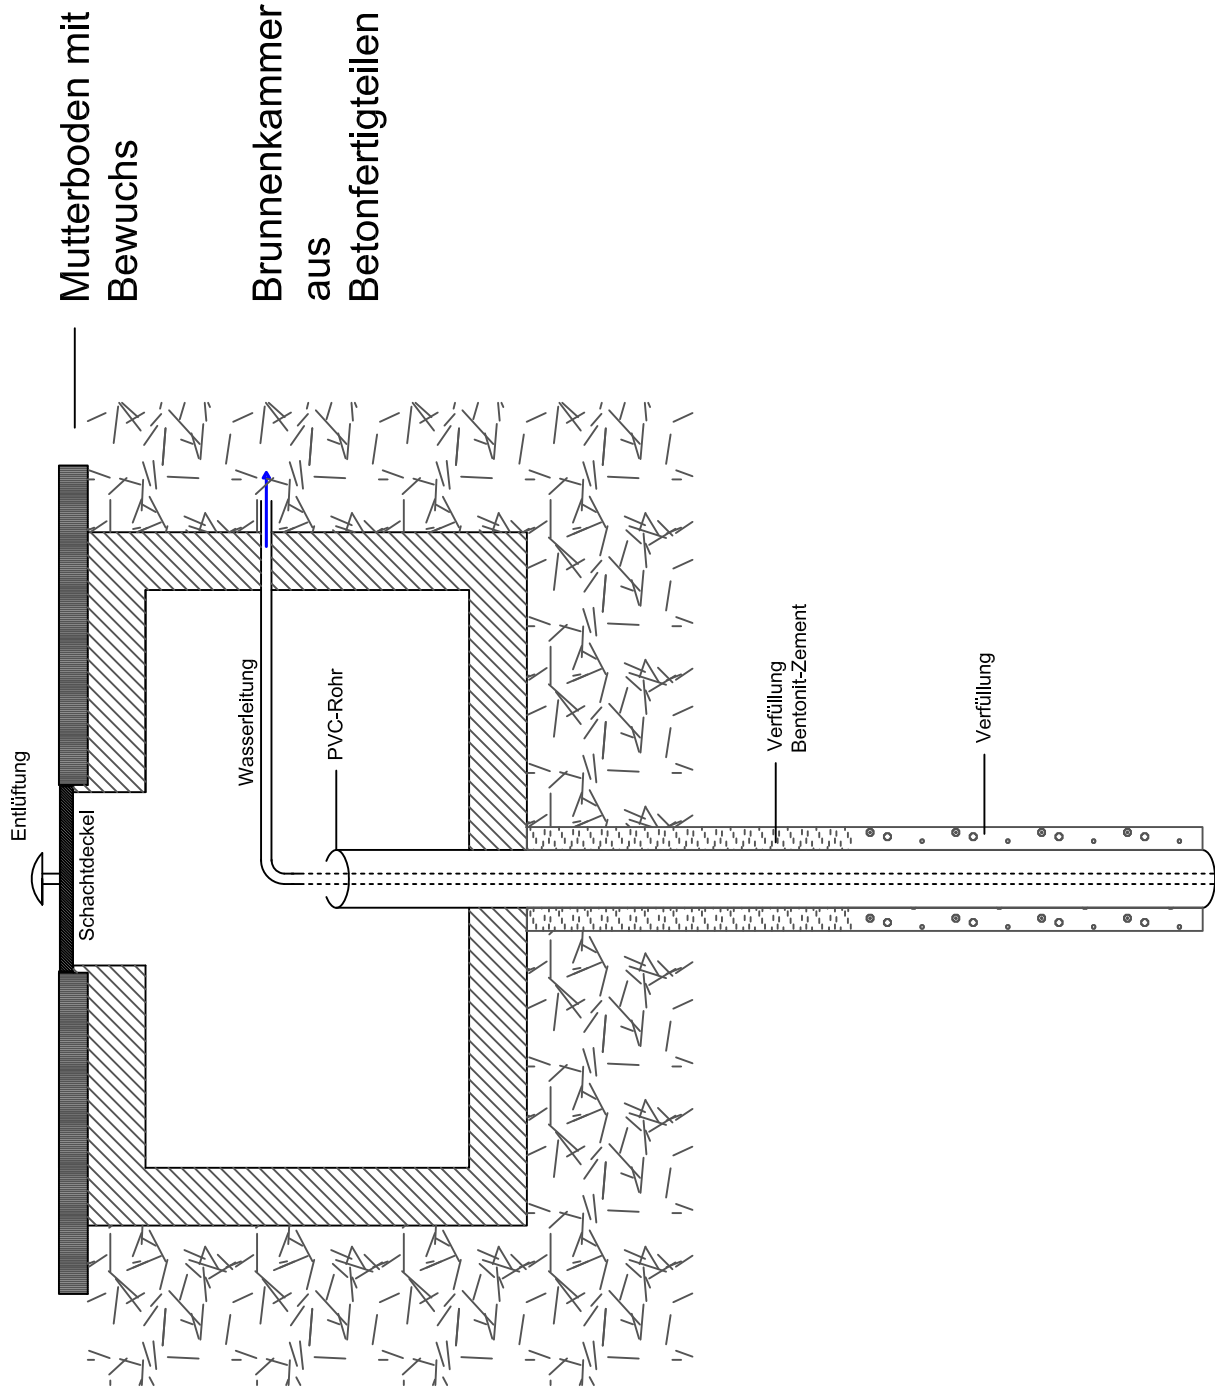 Mutterboden mit
Bewuchs
Brunnenkammer
aus
Betonfertigteilen
Entlüftung
Schachtdeckel
Wasserleitung
PVC-Rohr
Verfüllung
Bentonit-Zement
Verfüllung